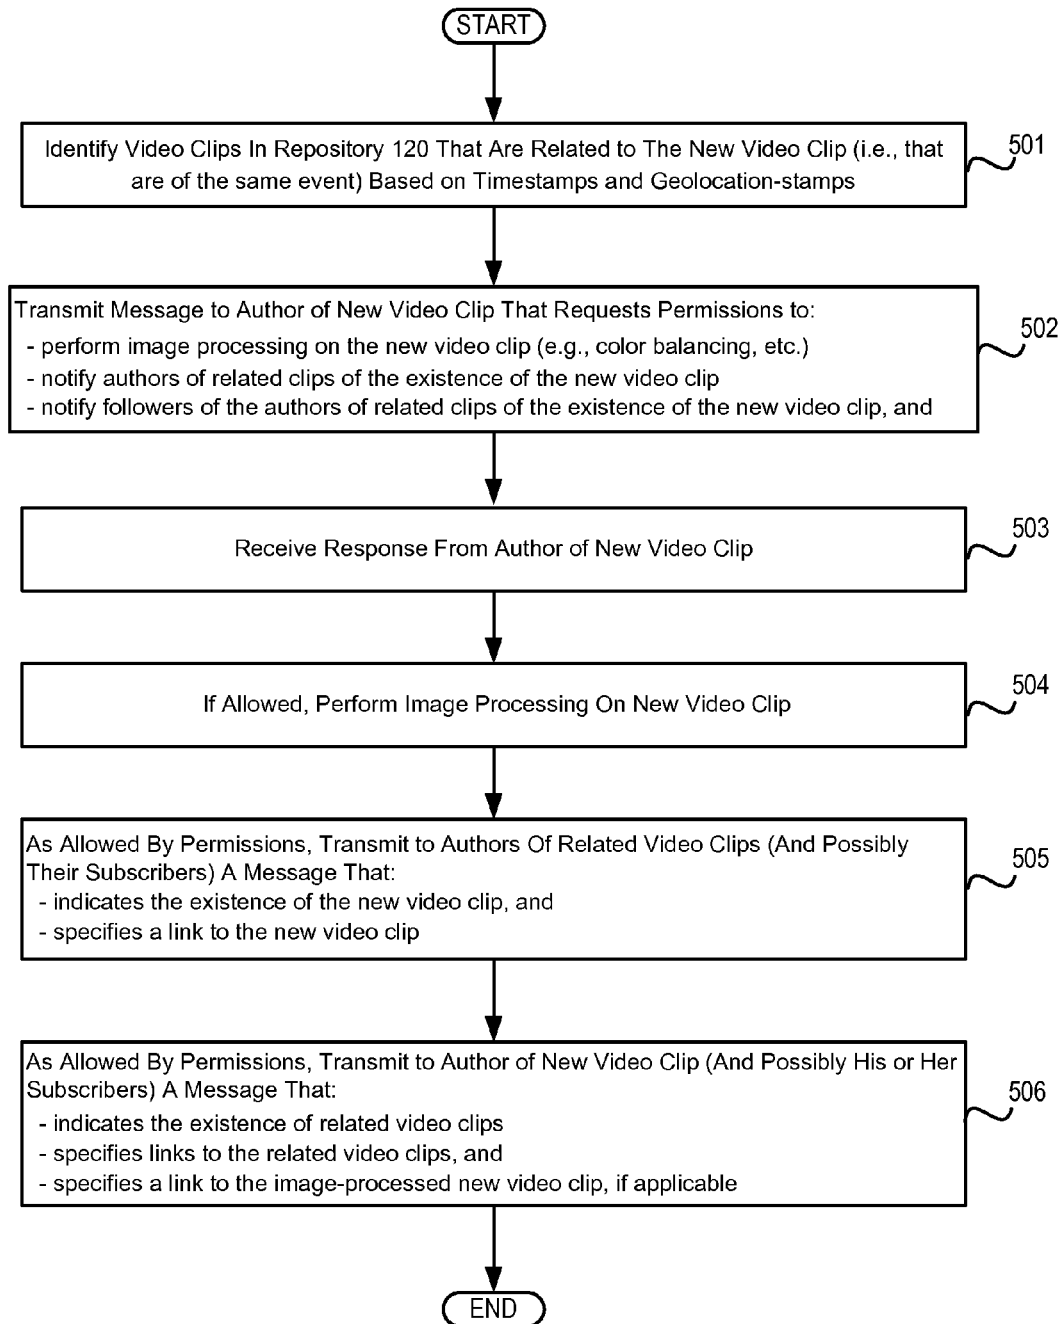 START
Identify Video Clips In Repository 120 That Are Related to The New Video Clip (i.e., that
are of the same event) Based on Timestamps and Geolocation-stamps
501
Transmit Message to Author of New Video Clip That Requests Permissions to:
- perform image processing on the new video clip (e.g., color balancing, etc.)
- notify authors of related clips of the existence of the new video clip
- notify followers of the authors of related clips of the existence of the new video clip, and
502
Receive Response From Author of New Video Clip
503
If Allowed, Perform Image Processing On New Video Clip
504
As Allowed By Permissions, Transmit to Authors Of Related Video Clips (And Possibly
Their Subscribers) A Message That:
- indicates the existence of the new video clip, and
- specifies a link to the new video clip
505
As Allowed By Permissions, Transmit to Author of New Video Clip (And Possibly His or Her
Subscribers) A Message That:
- indicates the existence of related video clips
- specifies links to the related video clips, and
- specifies a link to the image-processed new video clip, if applicable
506
END